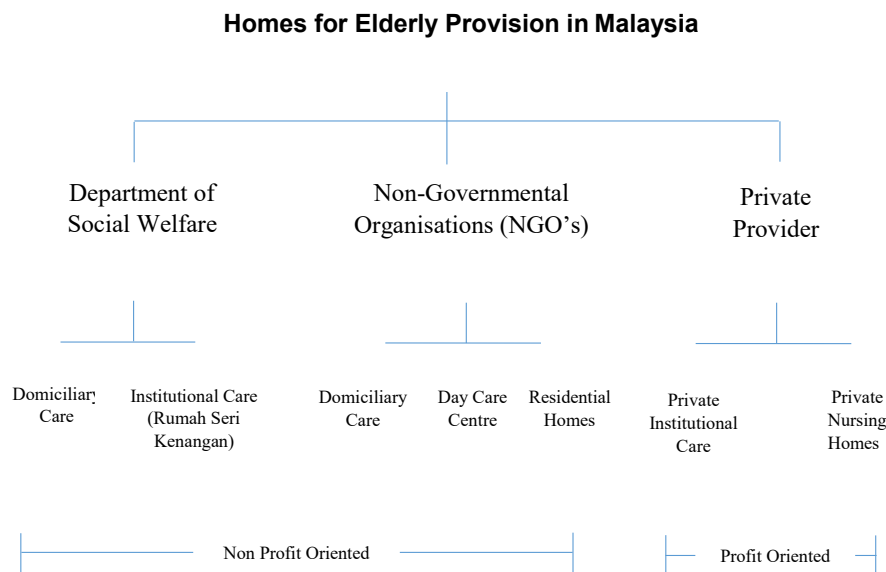 Homes for Elderly Provision in Malaysia
Department of
Social Welfare
Non-Governmental
Organisations (NGO's)
Private
Provider
Domiciliary
Care
Institutional Care
(Rumah Seri
Kenangan)
Domiciliary
Care
Day Care
Centre
Residential
Homes
Private
Institutional
Care
Private
Nursing
Homes
Non Profit Oriented
Profit Oriented